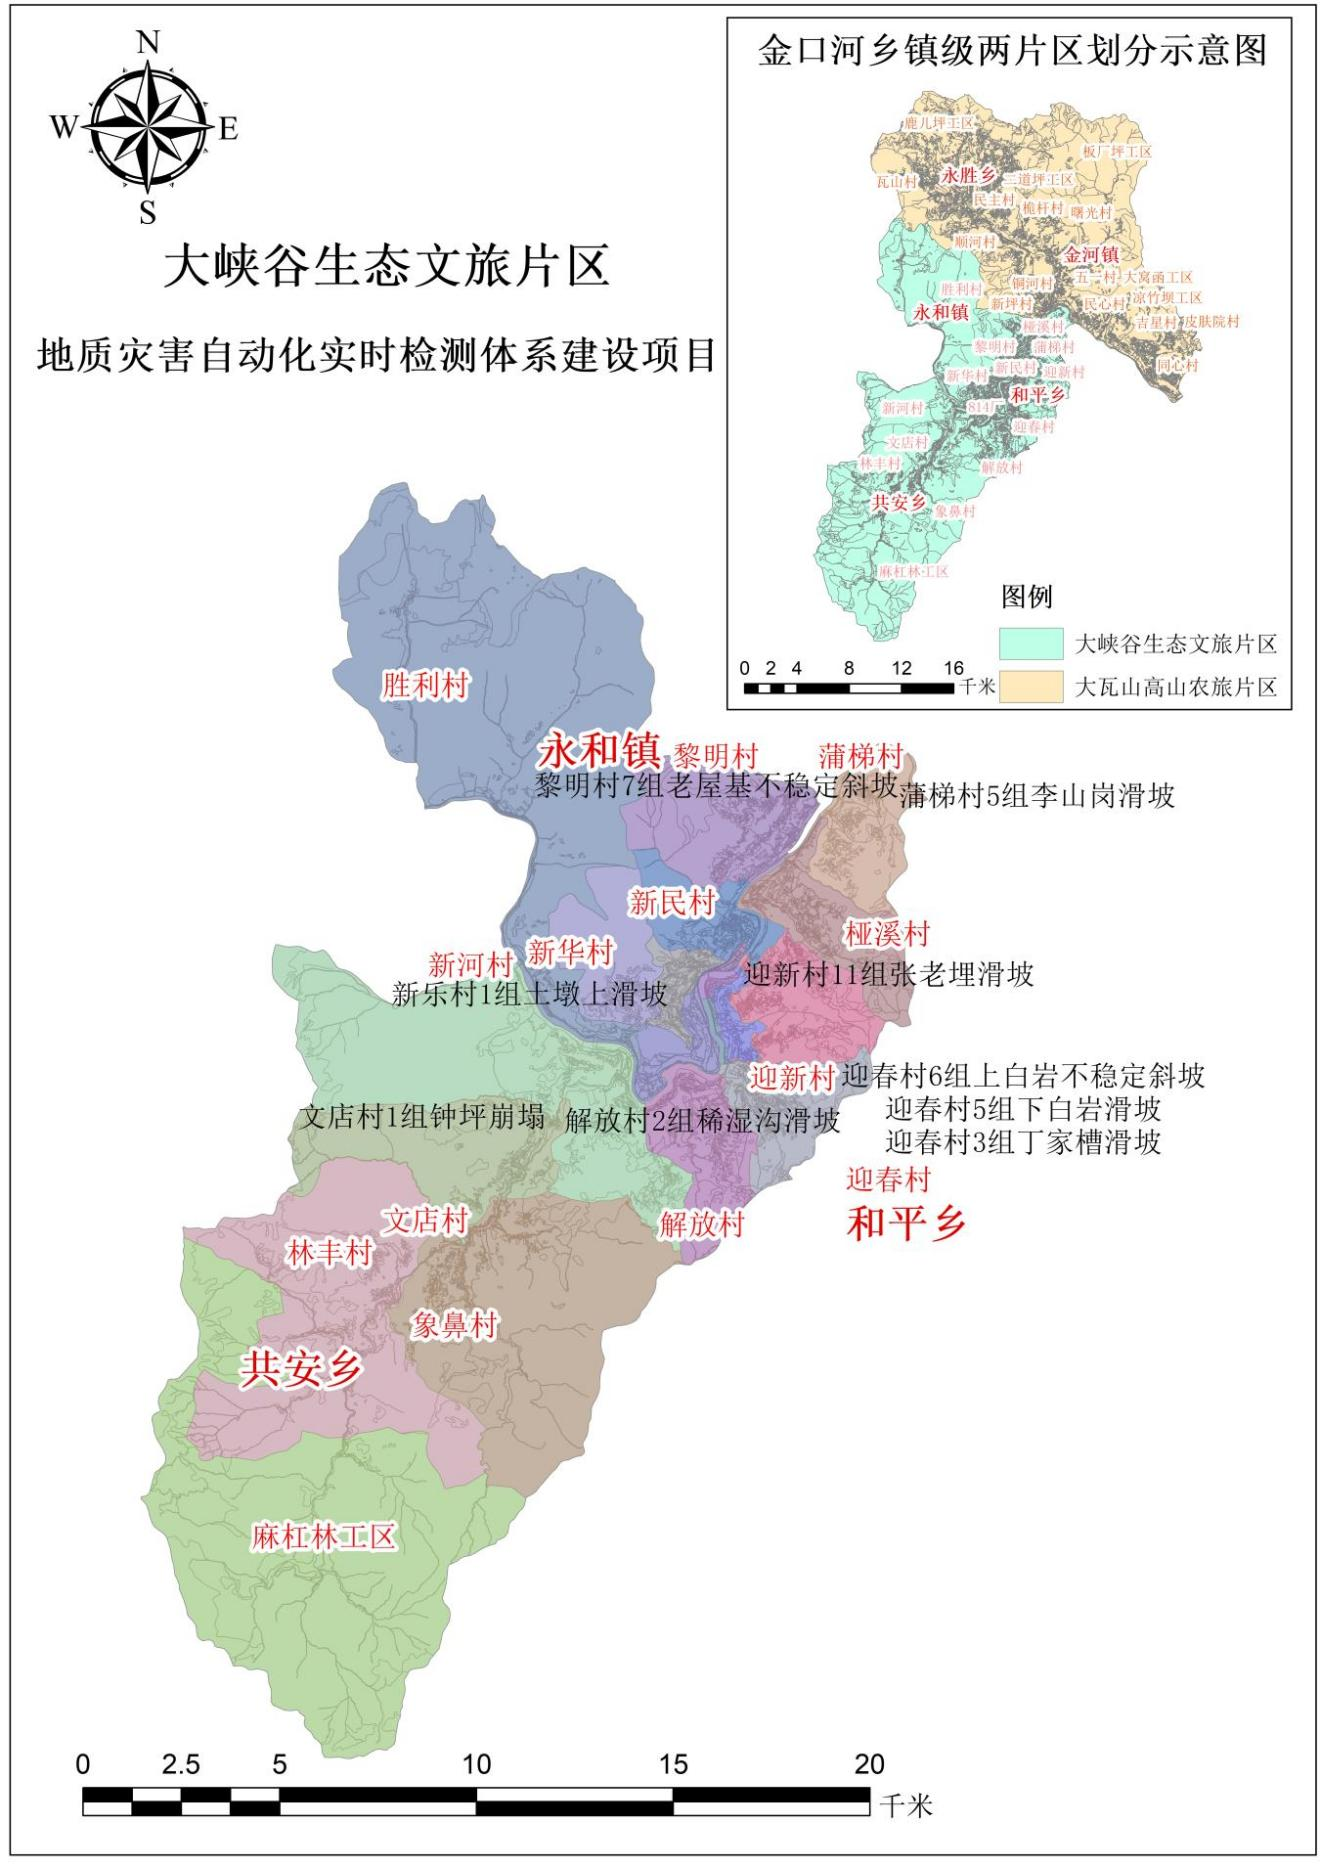 N
W
E
S
大峡谷生态文旅片区
地质灾害自动化实时检测体系建设项目
金口河乡镇级两片区划分示意图
鹿儿坪工区
板厂坪工区
瓦山村
永胜乡
三道坪工区
民主村
桅杆村
曙光村
顺河村
金河镇
胜利村
铜河村
五一村
大窝函工区
新坪村
民心村
凉竹坝工区
永和镇
桠溪村
吉星村
皮肤院村
黎明村
蒲梯村
同心村
新华村
新民村
迎新村
和平乡
新河村
814厂
迎春村
文店村
林丰村
解放村
共安乡
象鼻村
麻杠林工区
图例
大峡谷生态文旅片区
大瓦山高山农旅片区
0 2 4 8 12 16
千米
胜利村
永和镇
黎明村
蒲梯村
黎明村7组老屋基不稳定斜坡
蒲梯村5组李山岗滑坡
新民村
桠溪村
新华村
新河村
迎新村11组张老埋滑坡
新乐村1组土墩上滑坡
迎新村
迎春村6组上白岩不稳定斜坡
迎春村5组下白岩滑坡
迎春村3组丁家槽滑坡
文店村1组钟坪崩塌
解放村2组稀湿沟滑坡
迎春村
和平乡
文店村
解放村
林丰村
象鼻村
共安乡
麻杠林工区
0 2.5 5 10 15 20
千米